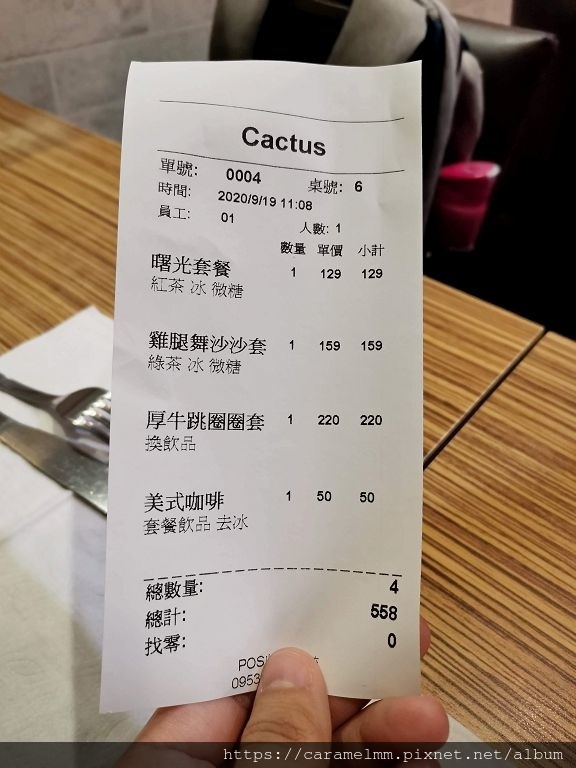 Cactus
單號: 0004 桌號: 6
時間: 2020/9/19 11:08
員工: 01 人數: 1
數量 單價 小計
曙光套餐 1 129 129
紅茶 冰 微糖
雞腿舞沙沙套 1 159 159
綠茶 冰 微糖
厚牛跳圈圈套 1 220 220
換飲品
美式咖啡 1 50 50
套餐飲品 去冰
總數量: 4
總計: 558
找零: 0
POS
0953
https://caramelmm.pixnet.net/album